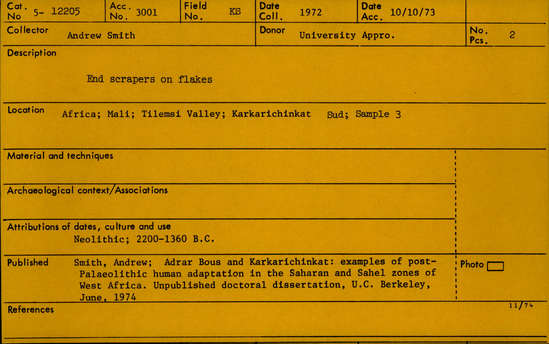 Cat. No 5- 12205 Acc. No. 3001 Field No. KS Date Coll. 1972 Date Acc. 10/10/73
Collector Andrew Smith Donor University Appro. No. Pcs. 2
Description
End scrapers on flakes
Location Africa; Mali; Tilemsi Valley; Karkarichinkat Sud; Sample 3
Material and techniques
Archaeological context/Associations
Attributions of dates, culture and use
Neolithic; 2200-1360 B.C.
Published Smith, Andrew; Adrar Bous and Karkarichinkat: examples of post- Photo
Palaeolithic human adaptation in the Saharan and Sahel zones of
West Africa. Unpublished doctoral dissertation, U.C. Berkeley,
June, 1974
References 11/74